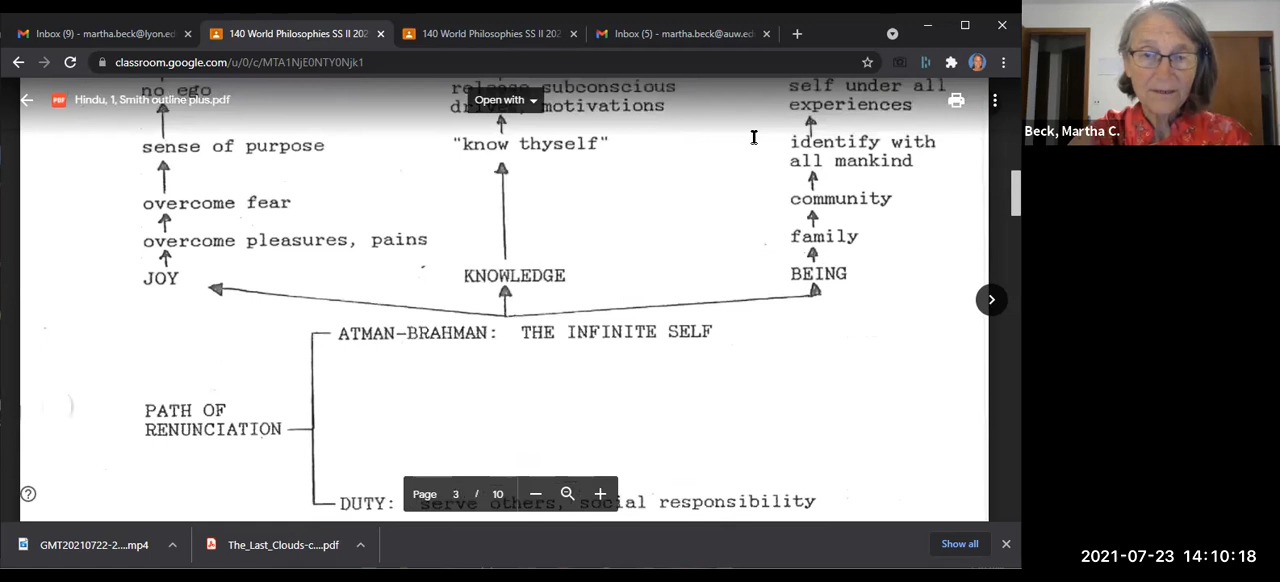 Inbox (9) - martha.beck@lyon.ed
140 World Philosophies SS II 202
140 World Philosophies SS II 202
Inbox (5) - martha.beck@auw.ed
classroom.google.com/u/0/c/MTA1NjE0NTY0Njk1
Hindu, 1, Smith outline plus.pdf
Open with
no ego
release subconscious
drives, motivations
self under all
experiences
sense of purpose
"know thyself"
identify with
all mankind
overcome fear
community
overcome pleasures, pains
family
JOY
KNOWLEDGE
BEING
ATMAN-BRAHMAN: THE INFINITE SELF
PATH OF
RENUNCIATION
DUTY: serve others, social responsibility
Page 3 / 10
GMT20210722-2....mp4
The_Last_Clouds-c....pdf
Show all
Beck, Martha C.
2021-07-23 14:10:18